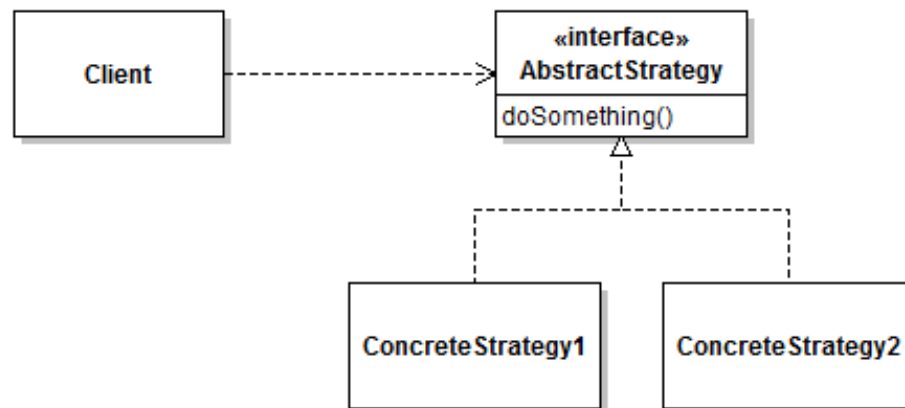 Client
«interface»
AbstractStrategy
doSomething()
ConcreteStrategy1
ConcreteStrategy2